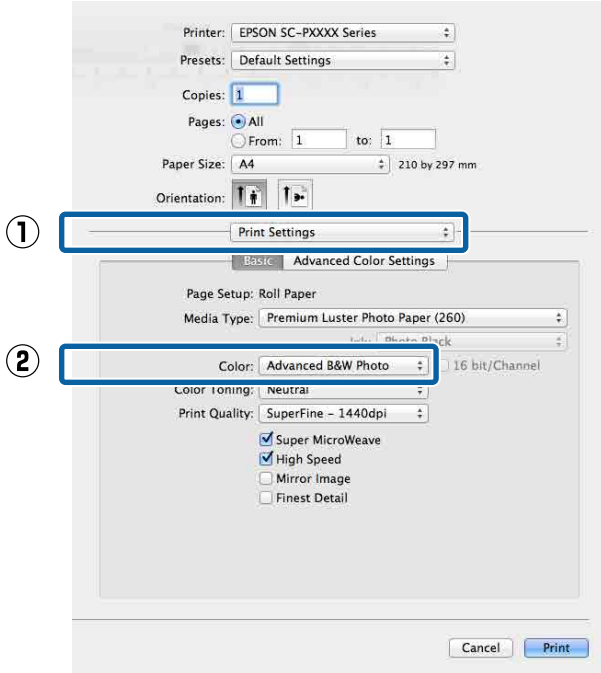 Printer: EPSON SC-PXXXX Series
Presets: Default Settings
Copies: 1
Pages: All
From: 1 to: 1
Paper Size: A4 210 by 297 mm
Orientation:
1 Print Settings
Basic Advanced Color Settings
Page Setup: Roll Paper
Media Type: Premium Luster Photo Paper (260)
Ink: Photo Black
2 Color: Advanced B&W Photo 16 bit/Channel
Color Toning: Neutral
Print Quality: SuperFine - 1440dpi
Super MicroWeave
High Speed
Mirror Image
Finest Detail
Cancel Print